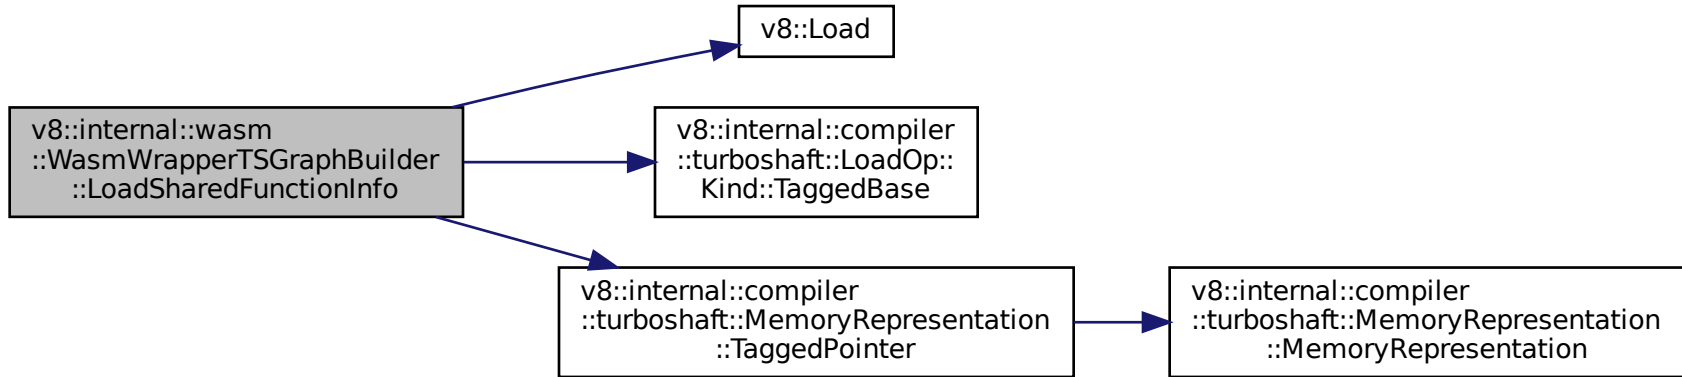 v8::Load
v8::internal::wasm
::WasmWrapperTSGraphBuilder
::LoadSharedFunctionInfo
v8::internal::compiler
::turboshaft::LoadOp::
Kind::TaggedBase
v8::internal::compiler
::turboshaft::MemoryRepresentation
::TaggedPointer
v8::internal::compiler
::turboshaft::MemoryRepresentation
::MemoryRepresentation